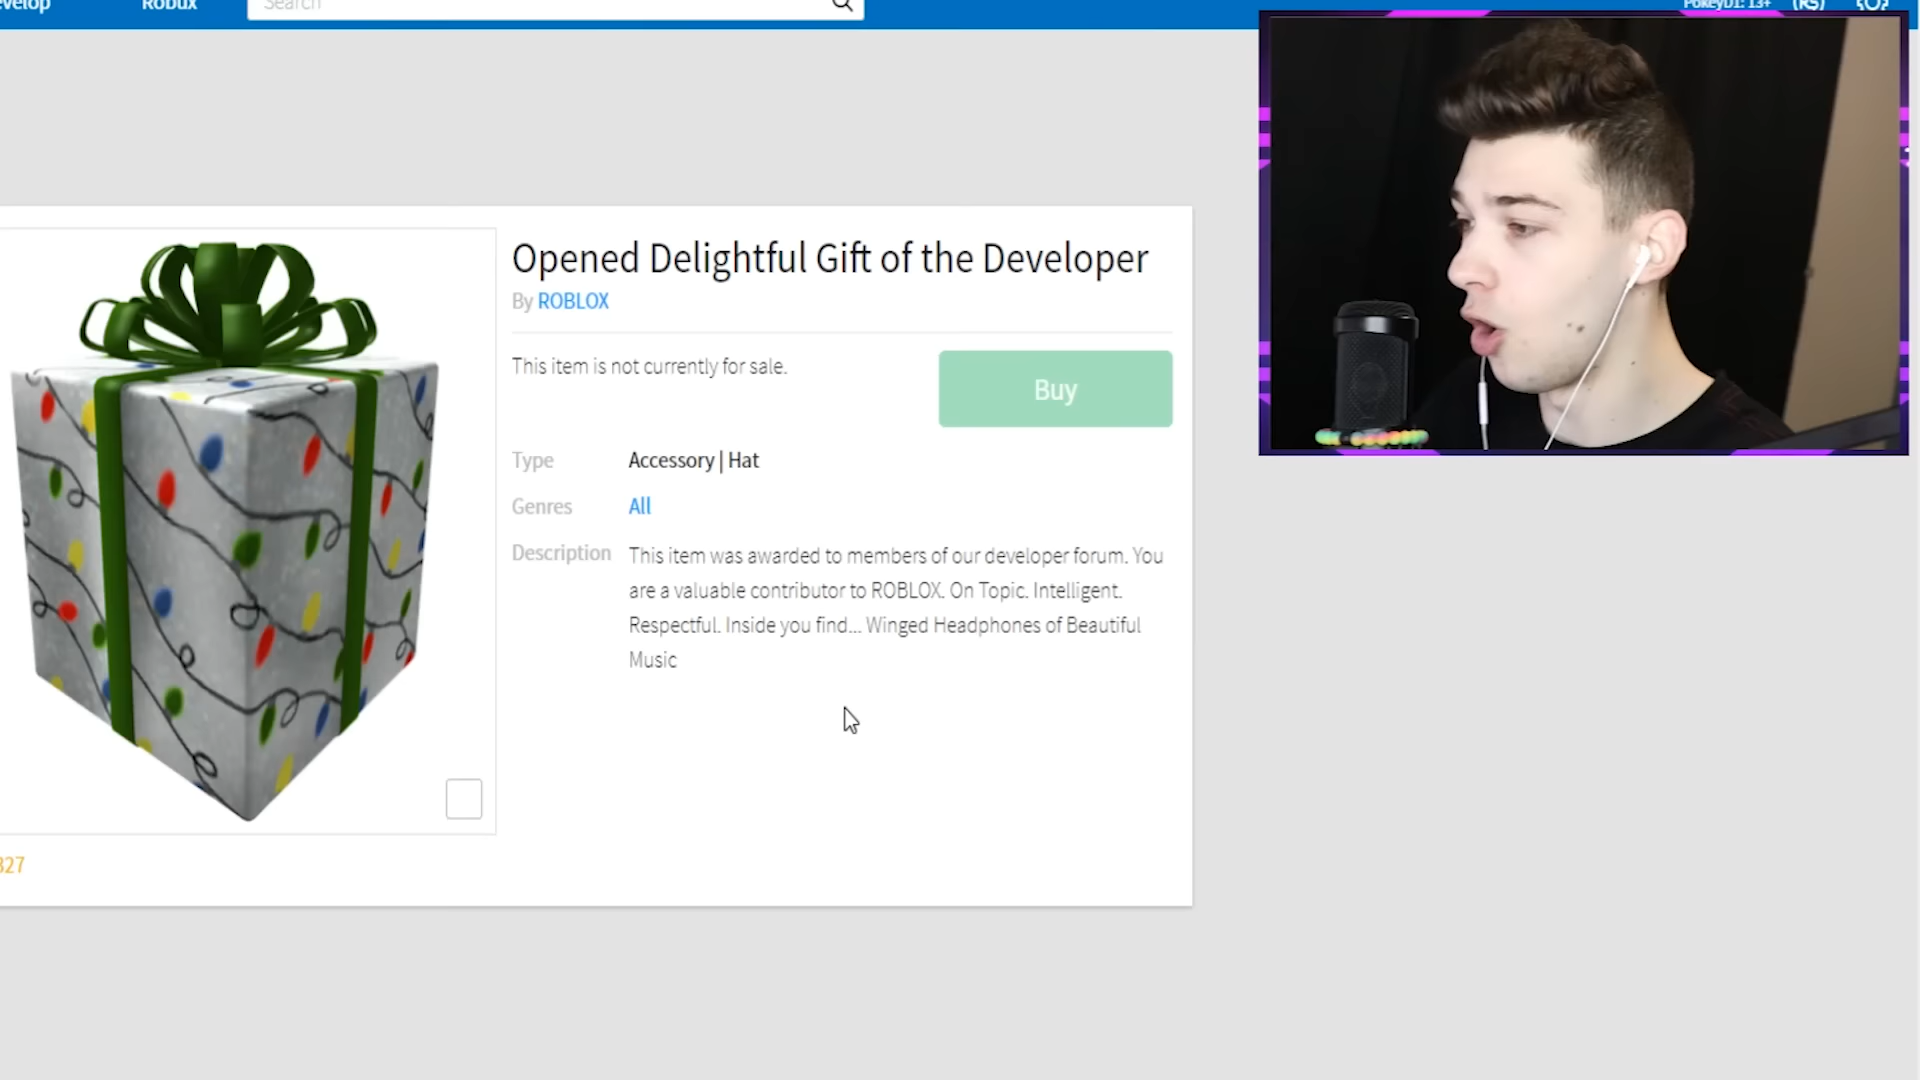 Robux
Search
PokeyD1: 13+
Opened Delightful Gift of the Developer
By ROBLOX
This item is not currently for sale.
Buy
Type Accessory | Hat
Genres All
Description This item was awarded to members of our developer forum. You
are a valuable contributor to ROBLOX. On Topic. Intelligent.
Respectful. Inside you find... Winged Headphones of Beautiful
Music